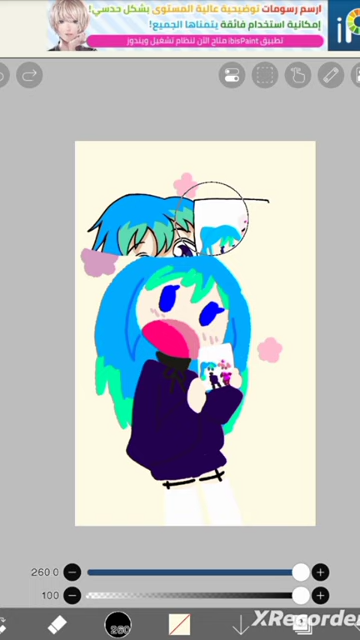 ارسم رسومات توضيحية عالية المستوى بشكل حدسي!
إمكانية استخدام فائقة يتمناها الجميع!
تطبيق ibisPaint متاح الآن لنظام تشغيل ويندوز
260 0
100
260
XRecorder